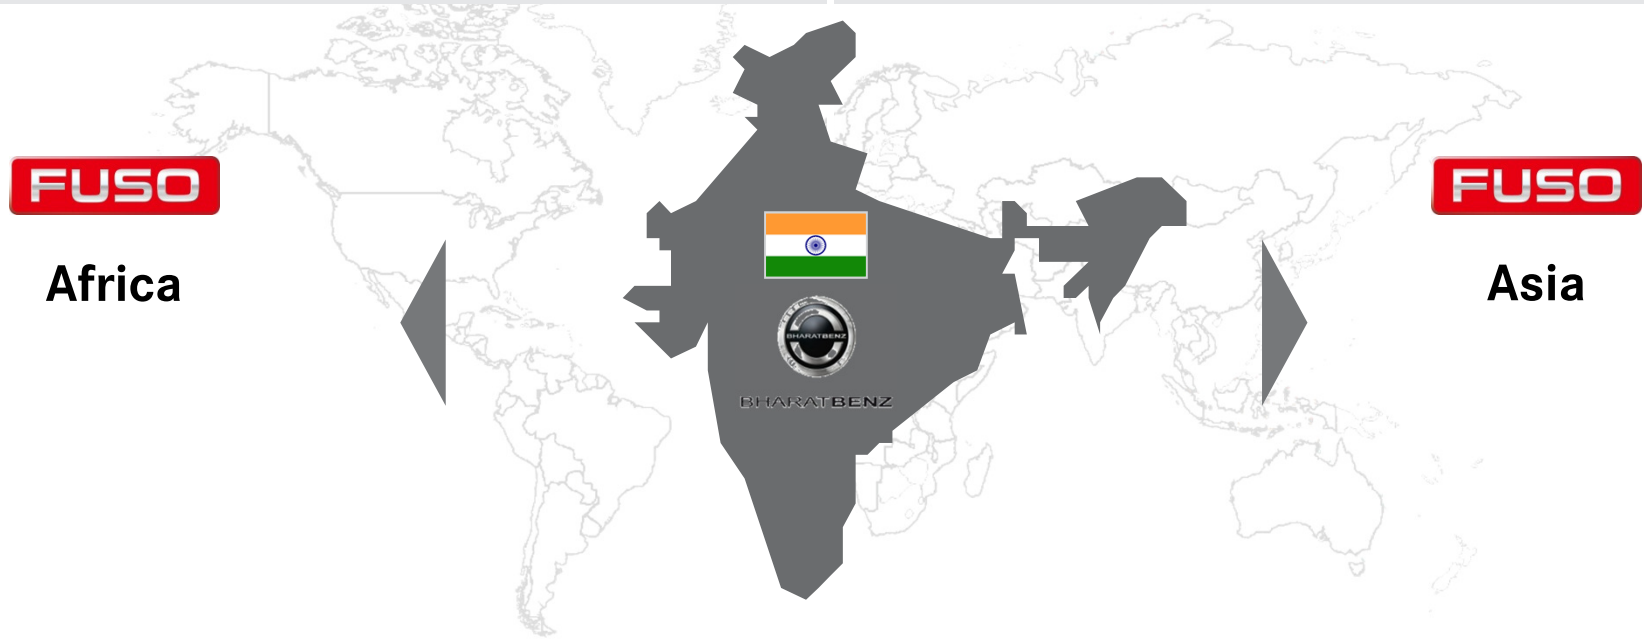 FUSO
Africa
BHARATBENZ
BHARATBENZ
FUSO
Asia